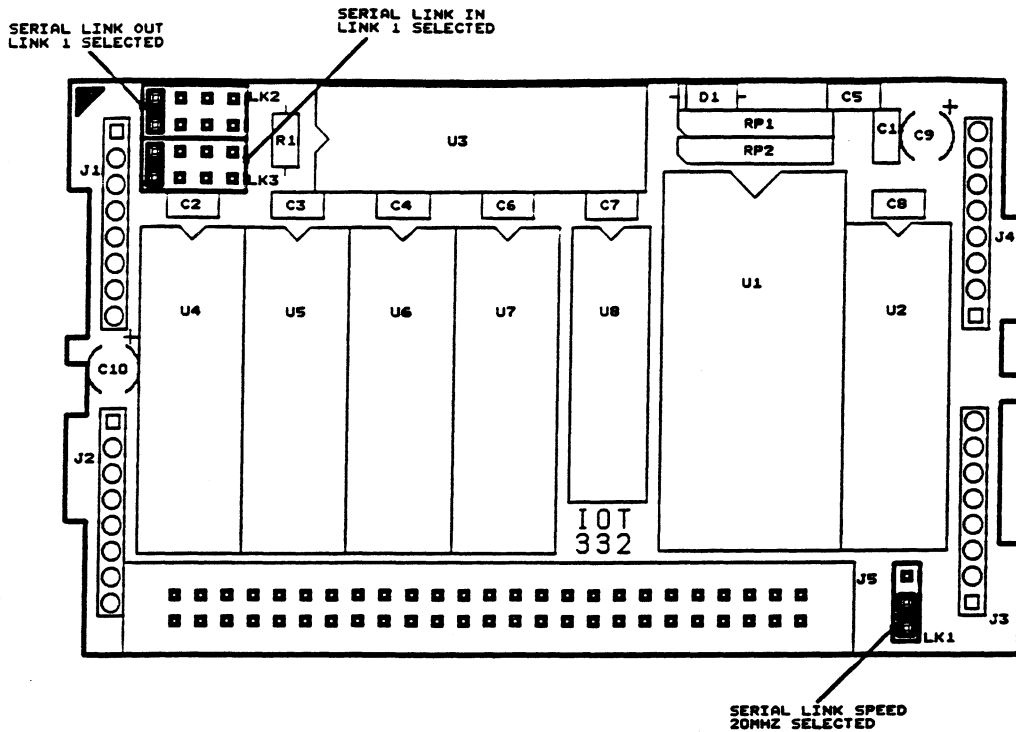 SERIAL LINK OUT
LINK 1 SELECTED
SERIAL LINK IN
LINK 1 SELECTED
LK2
D1
C5
+
R1
U3
RP1
C1
C9
RP2
J1
LK3
C2
C3
C4
C6
C7
C8
J4
U4
U5
U6
U7
U8
U1
U2
+
C10
J2
IOT
332
J5
J3
LK1
SERIAL LINK SPEED
20MHZ SELECTED